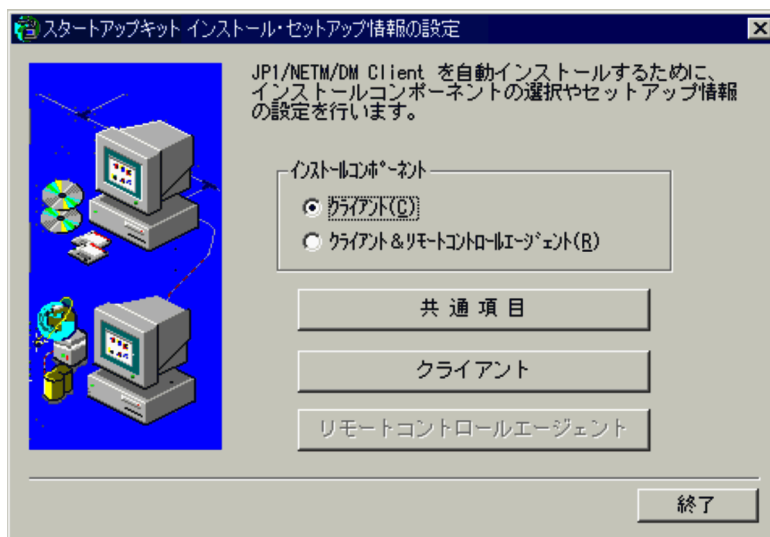 スタートアップキット インストール・セットアップ情報の設定
JP1/NETM/DM Client を自動インストールするために、
インストールコンポーネントの選択やセットアップ情報
の設定を行います。
ｲﾝｽﾄｰﾙｺﾝﾎﾟｰﾈﾝﾄ
ｸﾗｲｱﾝﾄ(C)
ｸﾗｲｱﾝﾄ&ﾘﾓｰﾄｺﾝﾄﾛｰﾙｴｰｼﾞｪﾝﾄ(R)
共 通 項 目
クライアント
リモートコントロールエージェント
終了